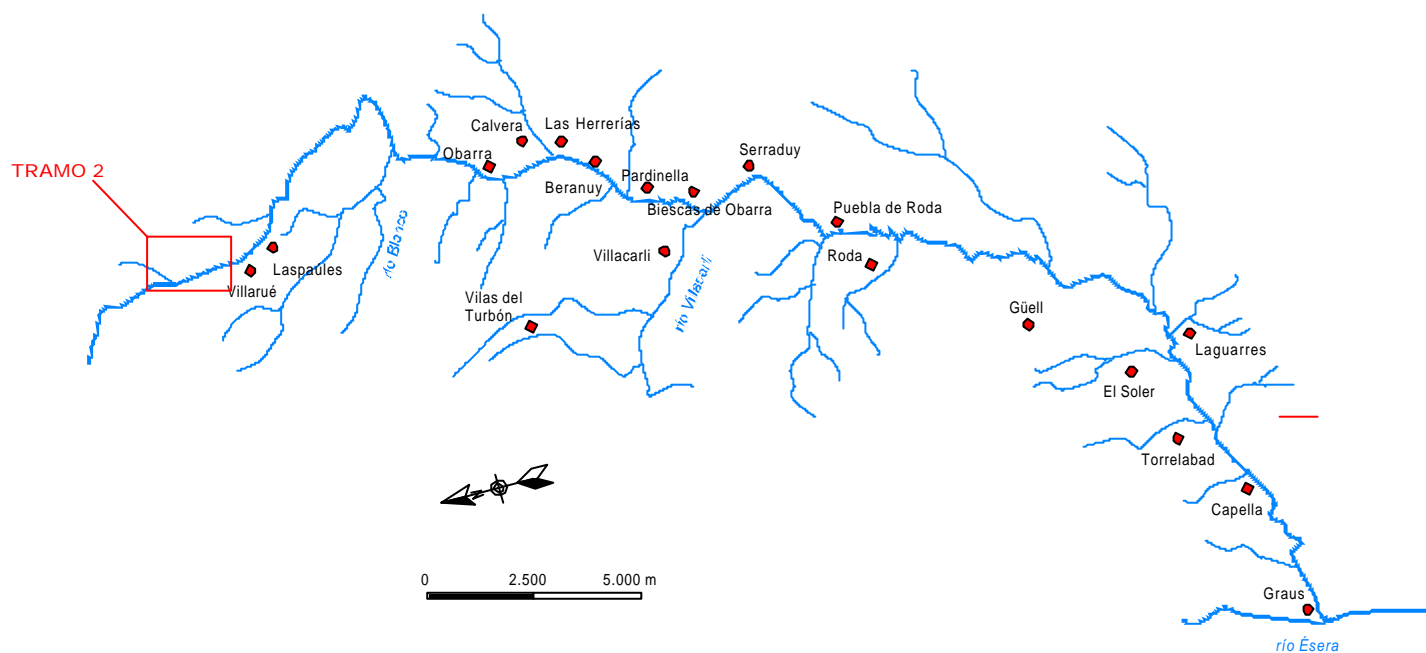 Calvera
Las Herrerías
Obarra
Serraduy
TRAMO 2
Pardinella
Beranuy
Biescas de Obarra
Puebla de Roda
río Blanco
Villacarli
Roda
Laspaúles
Villarué
río Villacarli
Vilas del
Turbón
Güell
Laguarres
El Soler
Torrelabad
N
Capella
0 2.500 5.000 m
Graus
río Ésera